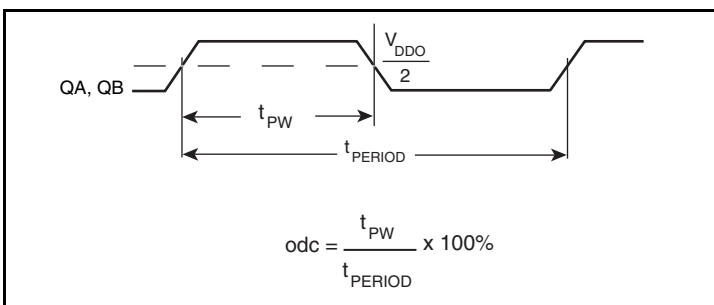 V_DDO
2
QA, QB
t_PW
t_PERIOD
odc = t_PW / t_PERIOD x 100%